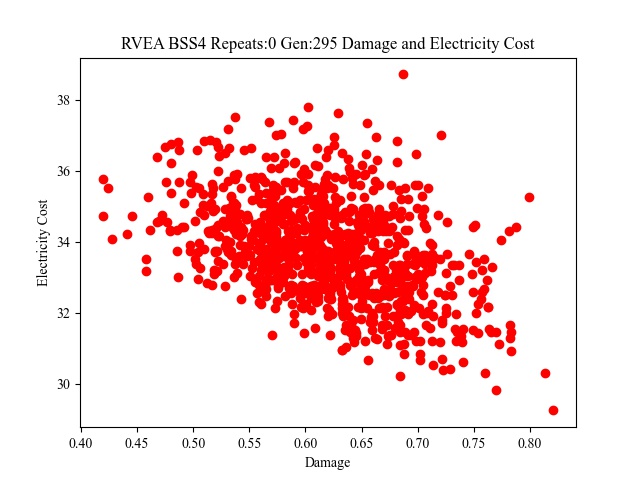 RVEA BSS4 Repeats:0 Gen:295 Damage and Electricity Cost
38
36
34
32
30
Electricity Cost
0.40 0.45 0.50 0.55 0.60 0.65 0.70 0.75 0.80
Damage